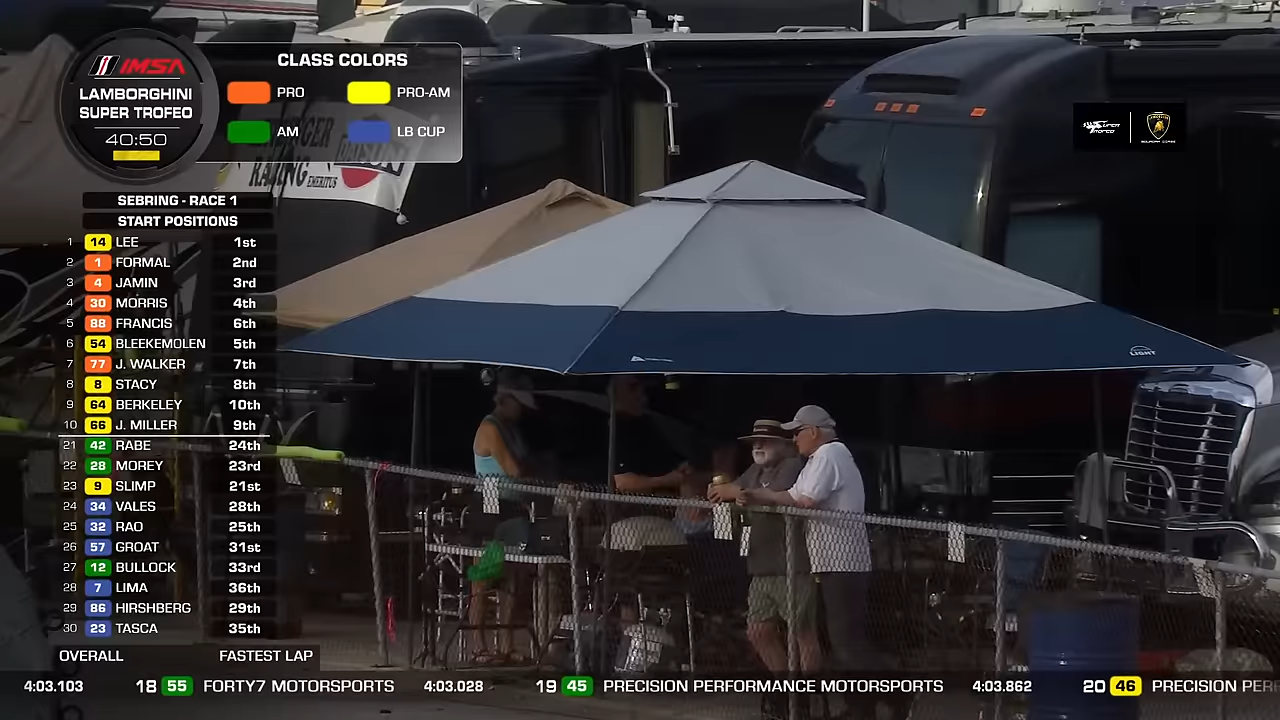 IMSA
LAMBORGHINI
SUPER TROFEO
40:50
CLASS COLORS
PRO
PRO-AM
AM
LB CUP
RACING
EMERITUS
SEBRING - RACE 1
START POSITIONS
1 14 LEE 1st
2 1 FORMAL 2nd
3 4 JAMIN 3rd
4 30 MORRIS 4th
5 88 FRANCIS 6th
6 54 BLEEKEMOLEN 5th
7 77 J. WALKER 7th
8 8 STACY 8th
9 64 BERKELEY 10th
10 66 J. MILLER 9th
21 42 RABE 24th
22 28 MOREY 23rd
23 9 SLIMP 21st
24 34 VALES 28th
25 32 RAO 25th
26 57 GROAT 31st
27 12 BULLOCK 33rd
28 7 LIMA 36th
29 86 HIRSHBERG 29th
30 23 TASCA 35th
OVERALL FASTEST LAP
4:03.103 18 55 FORTY7 MOTORSPORTS 4:03.028 19 45 PRECISION PERFORMANCE MOTORSPORTS 4:03.862 20 46 PRECISION PER
LIGHT